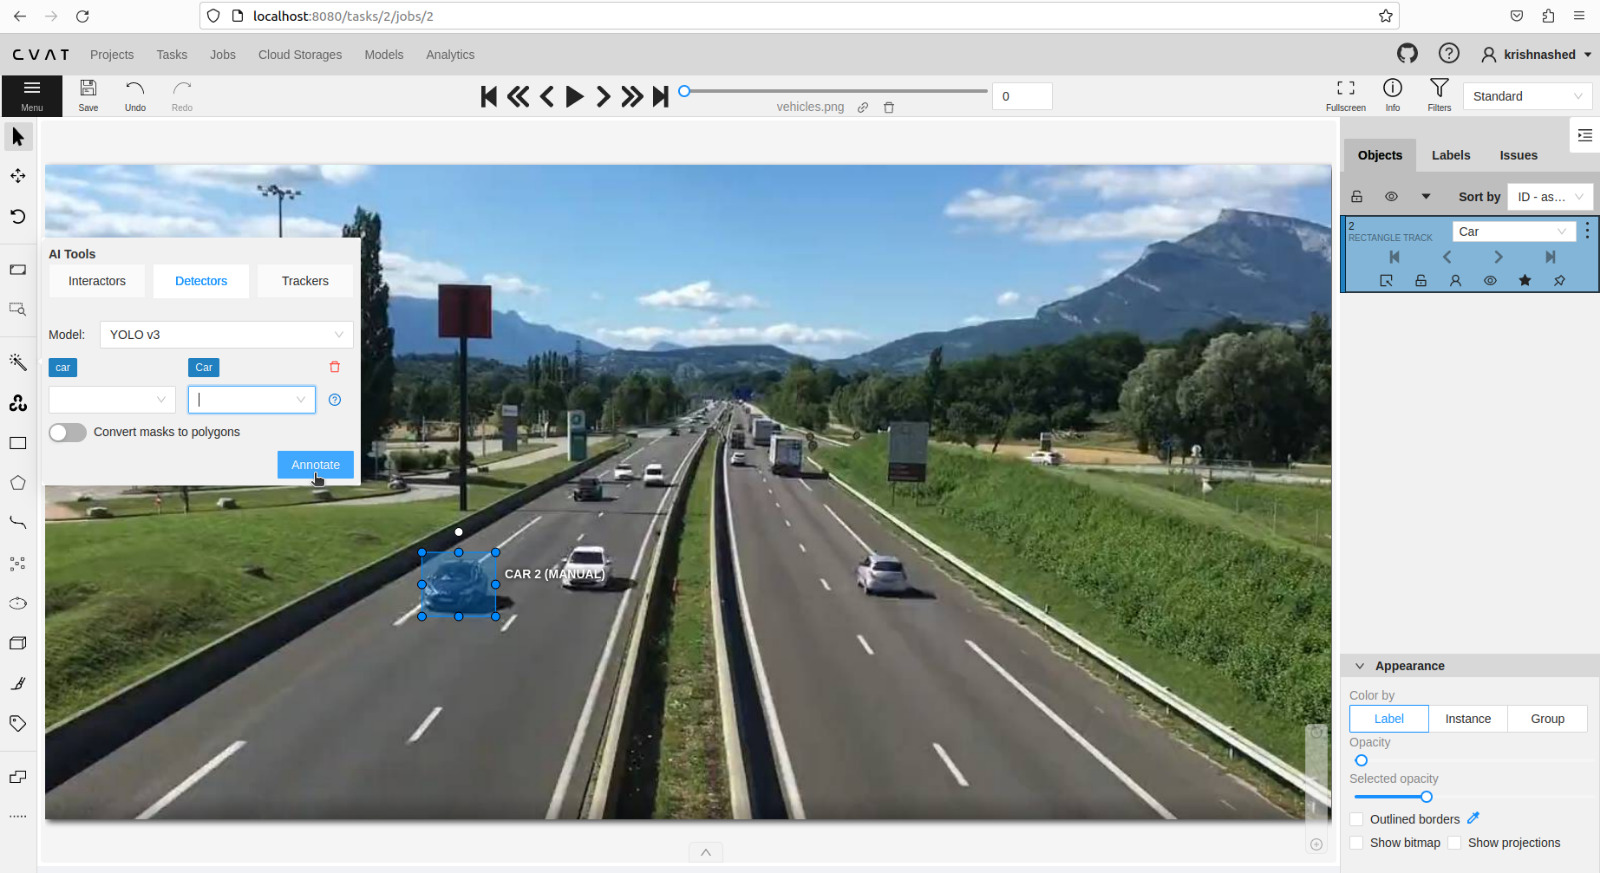 localhost:8080/tasks/2/jobs/2
CVAT Projects Tasks Jobs Cloud Storages Models Analytics krishnashed
Menu Save Undo Redo vehicles.png 0 Fullscreen Info Filters Standard
Objects Labels Issues
Sort by ID - as...
2
RECTANGLE TRACK Car
AI Tools
Interactors Detectors Trackers
Model: YOLO v3
car Car
Convert masks to polygons
Annotate
CAR 2 (MANUAL)
Appearance
Color by
Label Instance Group
Opacity
Selected opacity
Outlined borders
Show bitmap Show projections